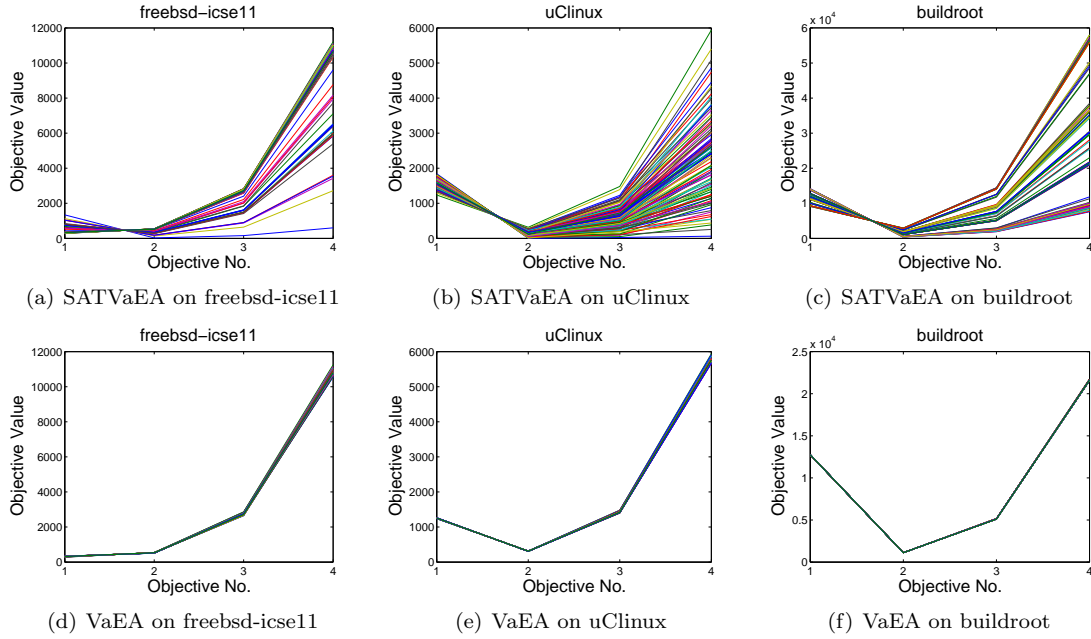 freebsd−icse11
12000
10000
8000
6000
4000
2000
0
1
2
3
4
Objective Value
Objective No.
(a) SATVaEA on freebsd-icse11
uClinux
6000
5000
4000
3000
2000
1000
0
1
2
3
4
Objective Value
Objective No.
(b) SATVaEA on uClinux
buildroot
x 10^4
6
5
4
3
2
1
0
1
2
3
4
Objective Value
Objective No.
(c) SATVaEA on buildroot
freebsd−icse11
12000
10000
8000
6000
4000
2000
0
1
2
3
4
Objective Value
Objective No.
(d) VaEA on freebsd-icse11
uClinux
6000
5000
4000
3000
2000
1000
0
1
2
3
4
Objective Value
Objective No.
(e) VaEA on uClinux
buildroot
x 10^4
2.5
2
1.5
1
0.5
0
1
2
3
4
Objective Value
Objective No.
(f) VaEA on buildroot